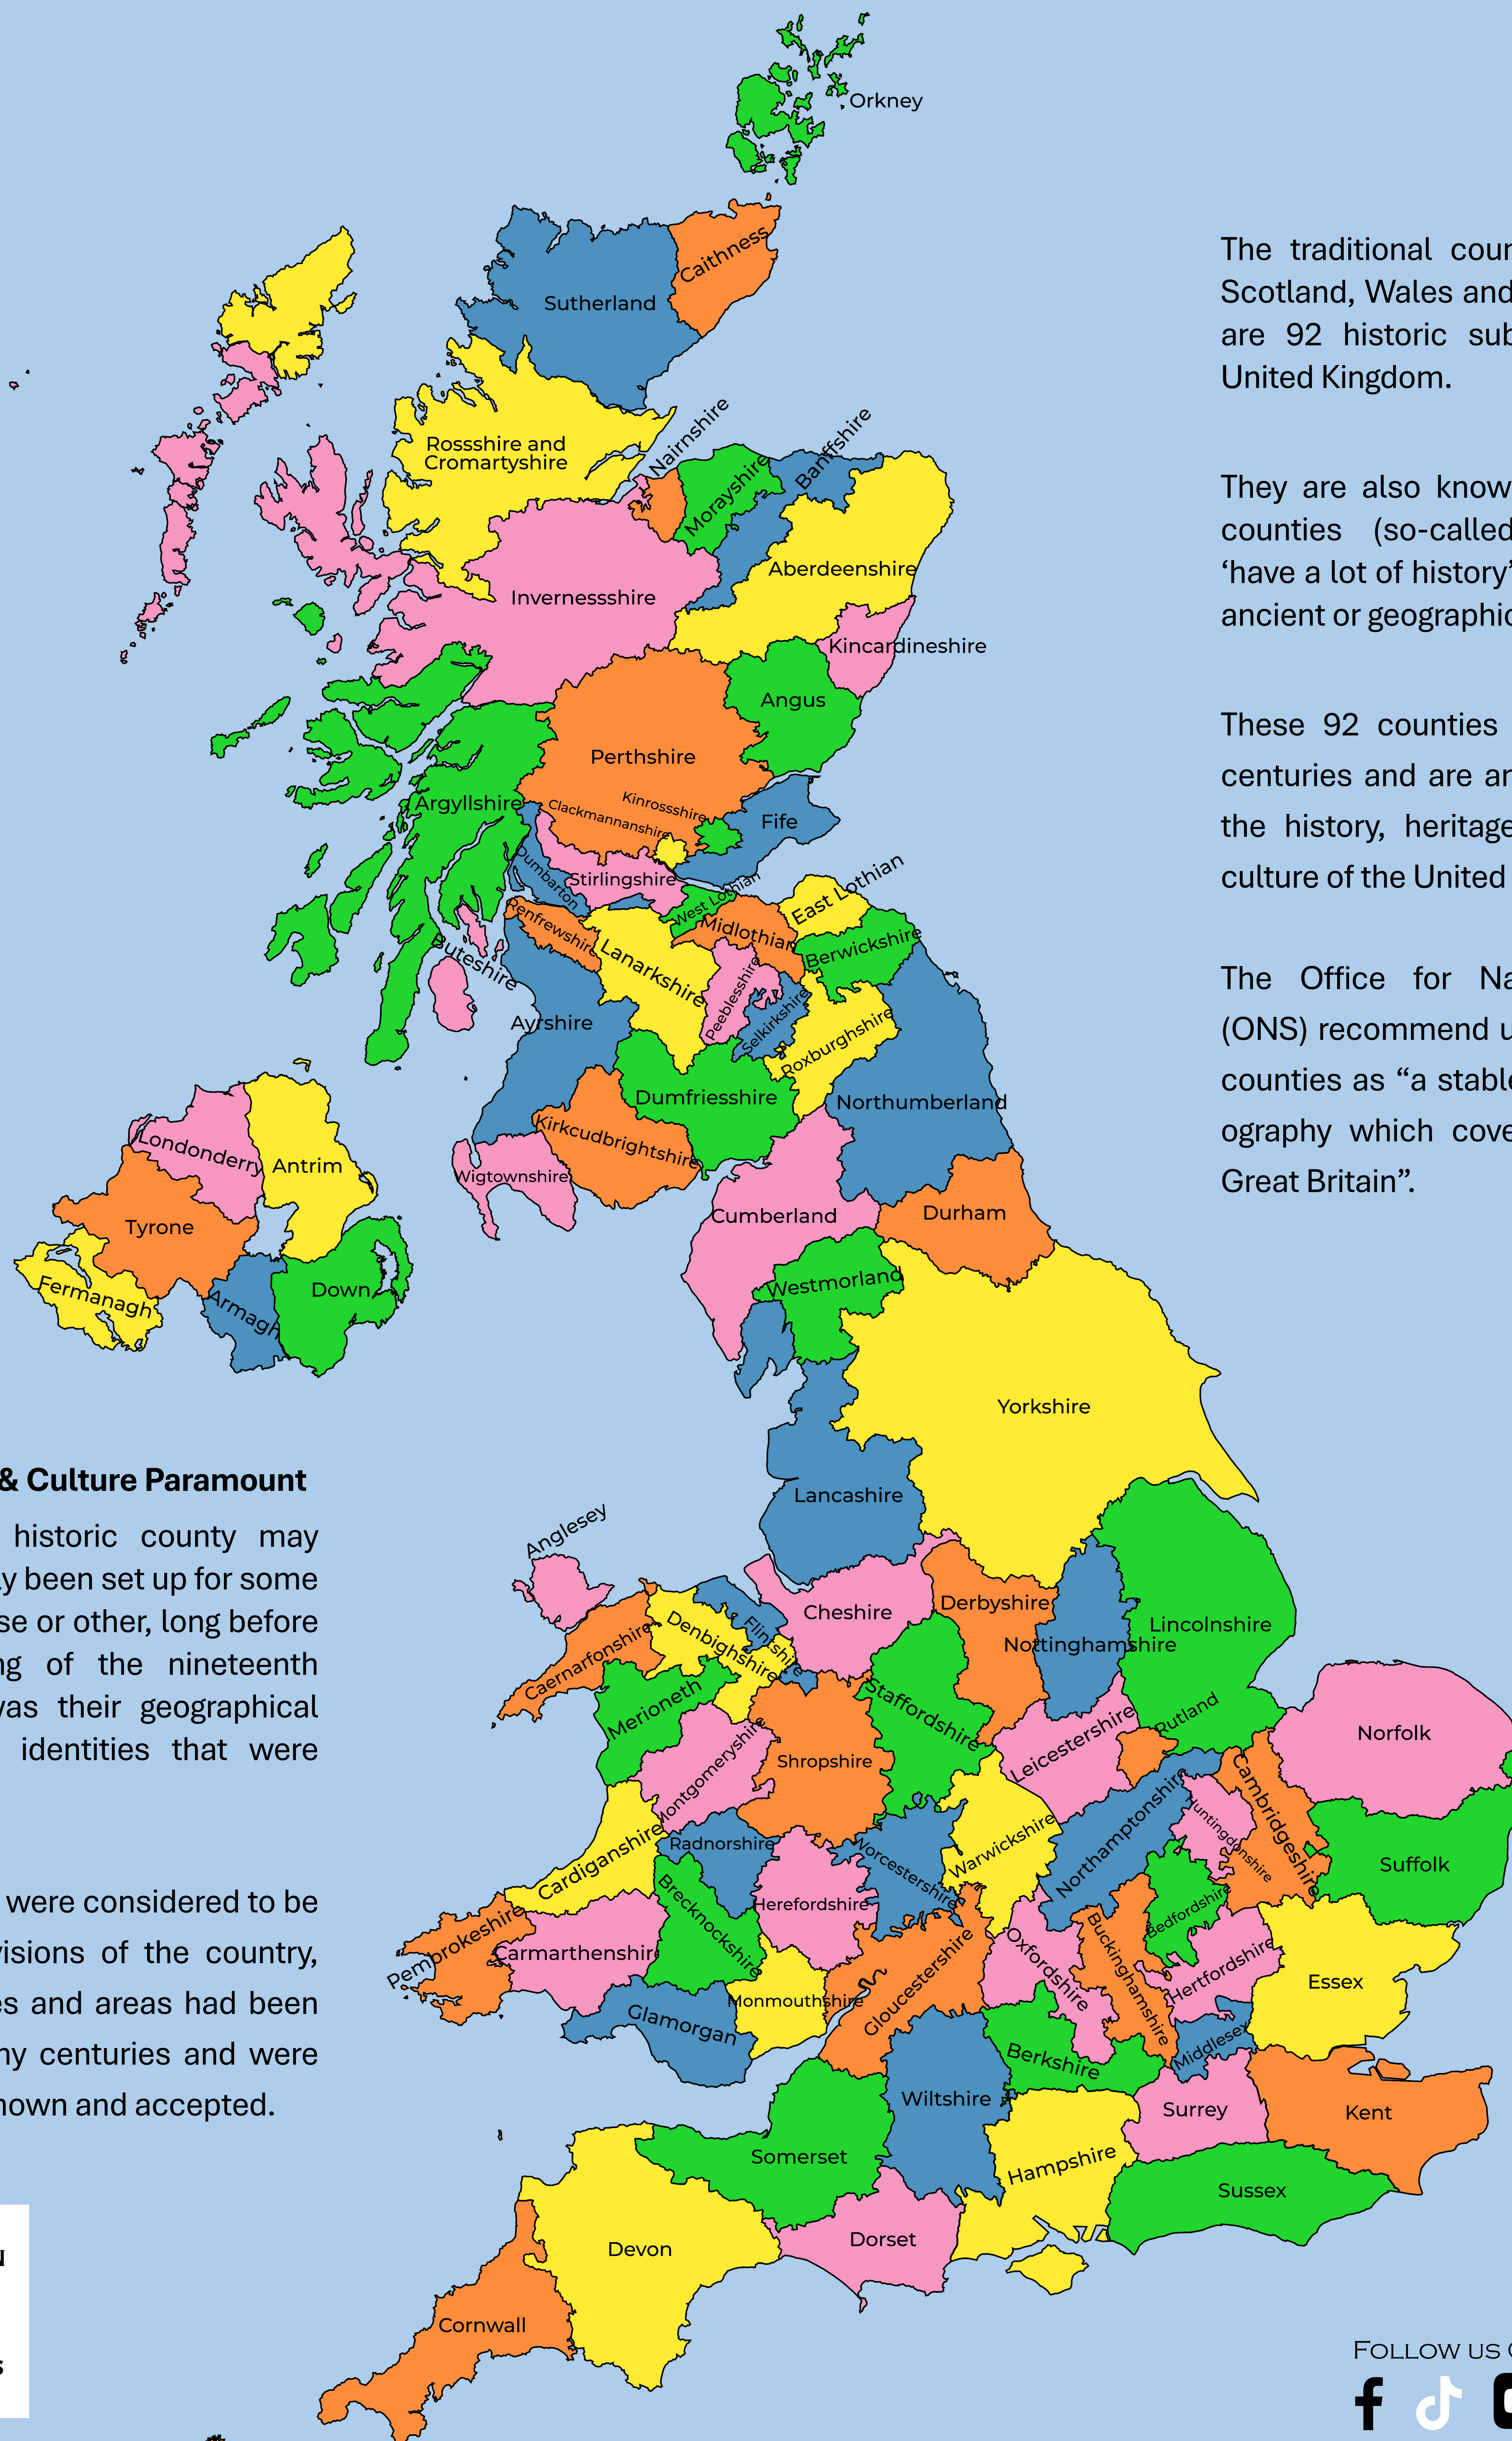 Orkney
Caithness
Sutherland
Rossshire and
Cromartyshire
Nairnshire
Morayshire
Banffshire
Aberdeenshire
Invernessshire
Kincardineshire
Angus
Perthshire
Argyllshire
Kinrossshire
Clackmannanshire
Fife
Dumbarton
Stirlingshire
West Lothian
East Lothian
Midlothian
Renfrewshire
Berwickshire
Buteshire
Lanarkshire
Peeblesshire
Selkirkshire
Ayrshire
Roxburghshire
Dumfriesshire
Northumberland
Kirkcudbrightshire
Wigtownshire
Londonderry
Antrim
Tyrone
Fermanagh
Armagh
Down
Cumberland
Durham
Westmorland
Yorkshire
Lancashire
Anglesey
Cheshire
Derbyshire
Nottinghamshire
Lincolnshire
Flintshire
Denbighshire
Caernarfonshire
Merioneth
Staffordshire
Leicestershire
Rutland
Norfolk
Montgomeryshire
Shropshire
Cambridgeshire
Huntingdonshire
Northamptonshire
Warwickshire
Worcestershire
Radnorshire
Cardiganshire
Suffolk
Herefordshire
Brecknockshire
Bedfordshire
Pembrokeshire
Carmarthenshire
Buckinghamshire
Oxfordshire
Hertfordshire
Essex
Monmouthshire
Gloucestershire
Glamorgan
Middlesex
Berkshire
Wiltshire
Surrey
Kent
Somerset
Hampshire
Sussex
Dorset
Devon
Cornwall
The traditional coun
Scotland, Wales and
are 92 historic sub
United Kingdom.
They are also know
counties (so-called
‘have a lot of history’
ancient or geographic
These 92 counties
centuries and are an
the history, heritage
culture of the United
The Office for Na
(ONS) recommend u
counties as “a stable
ography which cove
Great Britain”.
& Culture Paramount
historic county may
ly been set up for some
se or other, long before
ng of the nineteenth
was their geographical
identities that were
were considered to be
visions of the country,
es and areas had been
ny centuries and were
nown and accepted.
Follow us